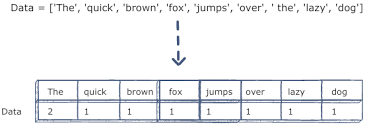 Data = ['The', 'quick', 'brown', 'fox', 'jumps', 'over', ' the', 'lazy', 'dog']
The quick brown fox jumps over lazy dog
Data 2 1 1 1 1 1 1 1